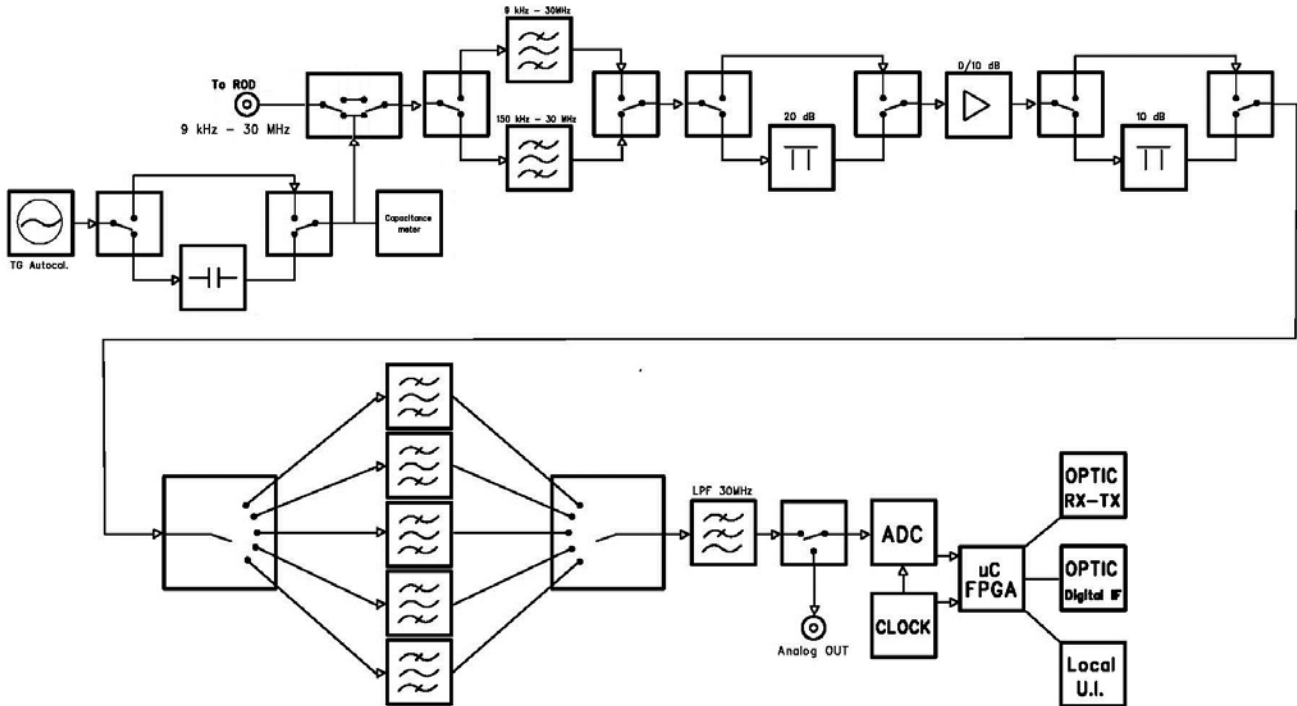 9 kHz - 30MHz
To ROD
9 kHz - 30 MHz
150 kHz - 30 MHz
20 dB
0/10 dB
10 dB
TG Autocal.
Capacitance
meter
LPF 30MHz
Analog OUT
ADC
CLOCK
uC
FPGA
OPTIC
RX-TX
OPTIC
Digital IF
Local
U.I.